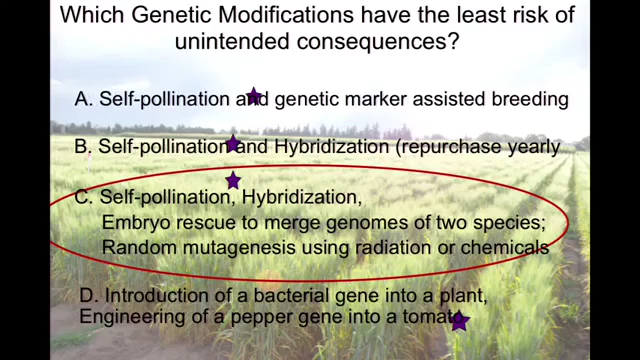 Which Genetic Modifications have the least risk of
unintended consequences?
A. Self-pollination and genetic marker assisted breeding
B. Self-pollination and Hybridization (repurchase yearly
C. Self-pollination, Hybridization,
Embryo rescue to merge genomes of two species;
Random mutagenesis using radiation or chemicals
D. Introduction of a bacterial gene into a plant,
Engineering of a pepper gene into a tomato